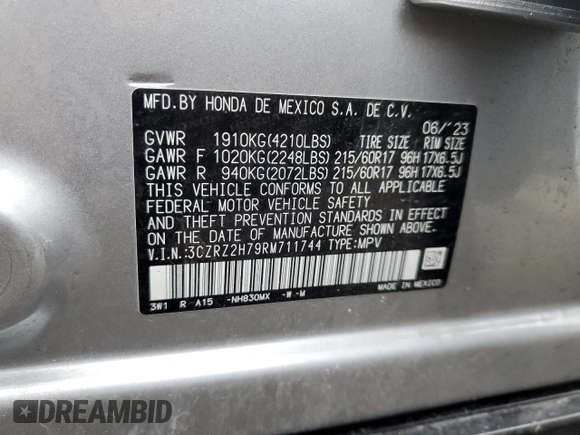 MFD.BY HONDA DE MEXICO S.A. DE C.V.
06/'23
GVWR 1910KG(4210LBS) TIRE SIZE RIM SIZE
GAWR F 1020KG(2248LBS) 215/60R17 96H 17X6.5J
GAWR R 940KG(2072LBS) 215/60R17 96H 17X6.5J
THIS VEHICLE CONFORMS TO ALL APPLICABLE
FEDERAL MOTOR VEHICLE SAFETY
AND THEFT PREVENTION STANDARDS IN EFFECT
ON THE DATE OF MANUFACTURE SHOWN ABOVE.
V.I.N.:3CZRZ2H79RM711744 TYPE:MPV
3W1 R A15 -NH830MX -W -M
MADE IN MEXICO
DREAMBID